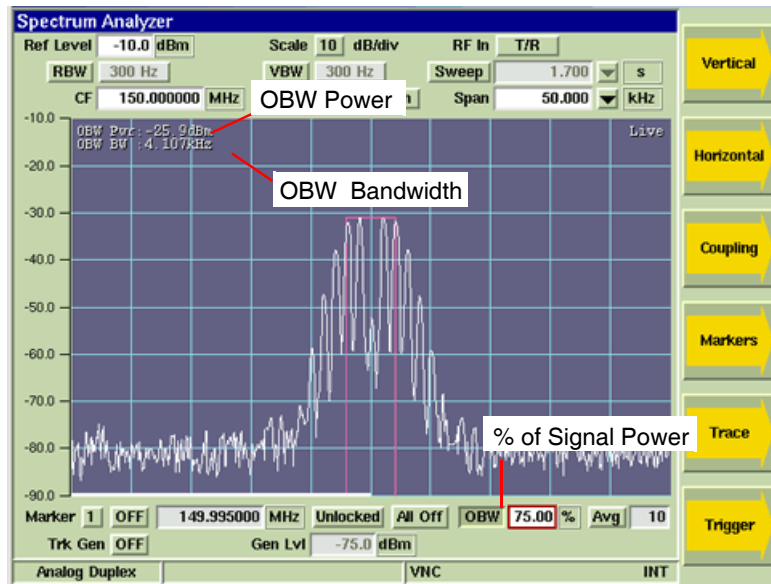 Spectrum Analyzer
Ref Level -10.0 dBm Scale 10 dB/div RF In T/R
RBW 300 Hz VBW 300 Hz Sweep 1.700 s
CF 150.000000 MHz Span 50.000 kHz
OBW Power
OBW Pwr:-25.9dBm
OBW BW :4.107kHz
Live
OBW Bandwidth
-10.0
-20.0
-30.0
-40.0
-50.0
-60.0
-70.0
-80.0
-90.0
% of Signal Power
Marker 1 OFF 149.995000 MHz Unlocked All Off OBW 75.00 % Avg 10
Trk Gen OFF Gen Lvl -75.0 dBm
Analog Duplex VNC INT
Vertical
Horizontal
Coupling
Markers
Trace
Trigger